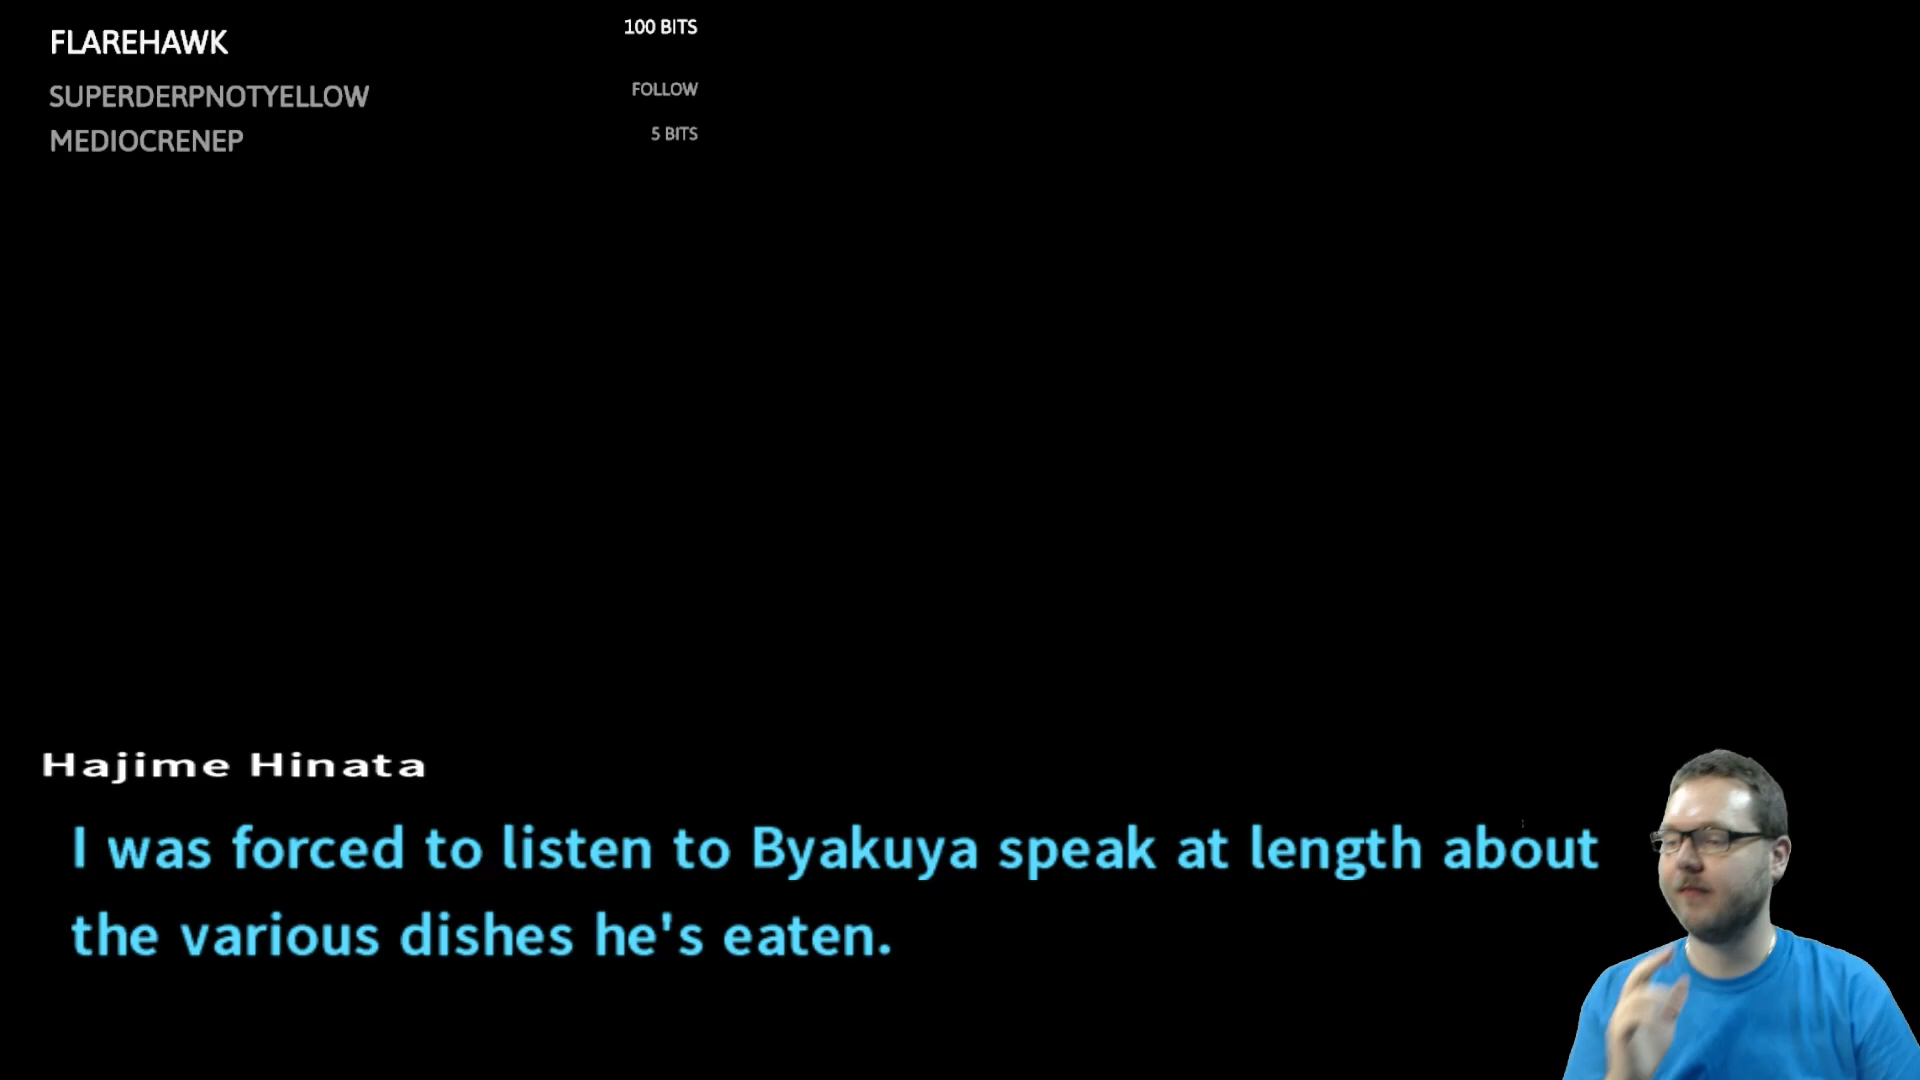 FLAREHAWK 100 BITS
SUPERDERPNOTYELLOW FOLLOW
MEDIOCRENEP 5 BITS
Hajime Hinata
I was forced to listen to Byakuya speak at length about
the various dishes he's eaten.